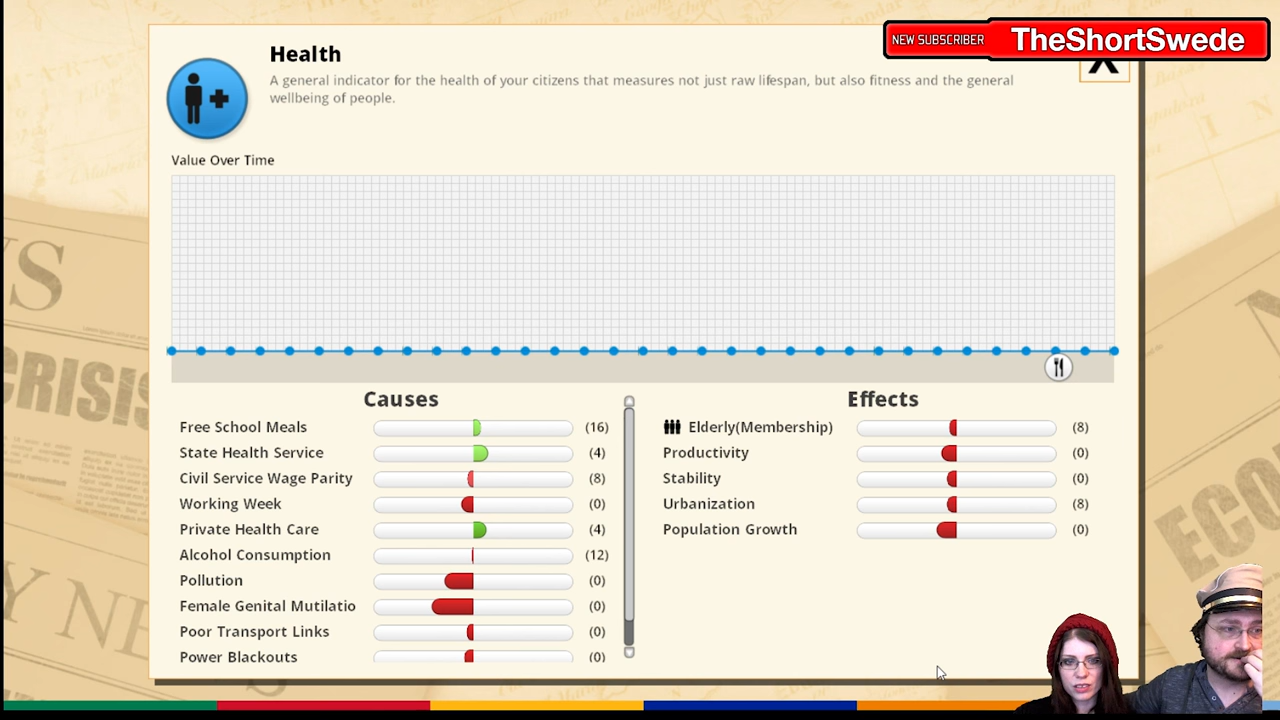 NEW SUBSCRIBER TheShortSwede
Health
X
A general indicator for the health of your citizens that measures not just raw lifespan, but also fitness and the general
wellbeing of people.
Value Over Time
Causes
Free School Meals (16)
State Health Service (4)
Civil Service Wage Parity (8)
Working Week (0)
Private Health Care (4)
Alcohol Consumption (12)
Pollution (0)
Female Genital Mutilatio (0)
Poor Transport Links (0)
Power Blackouts (0)
Effects
Elderly(Membership) (8)
Productivity (0)
Stability (0)
Urbanization (8)
Population Growth (0)
CRISIS
ECO